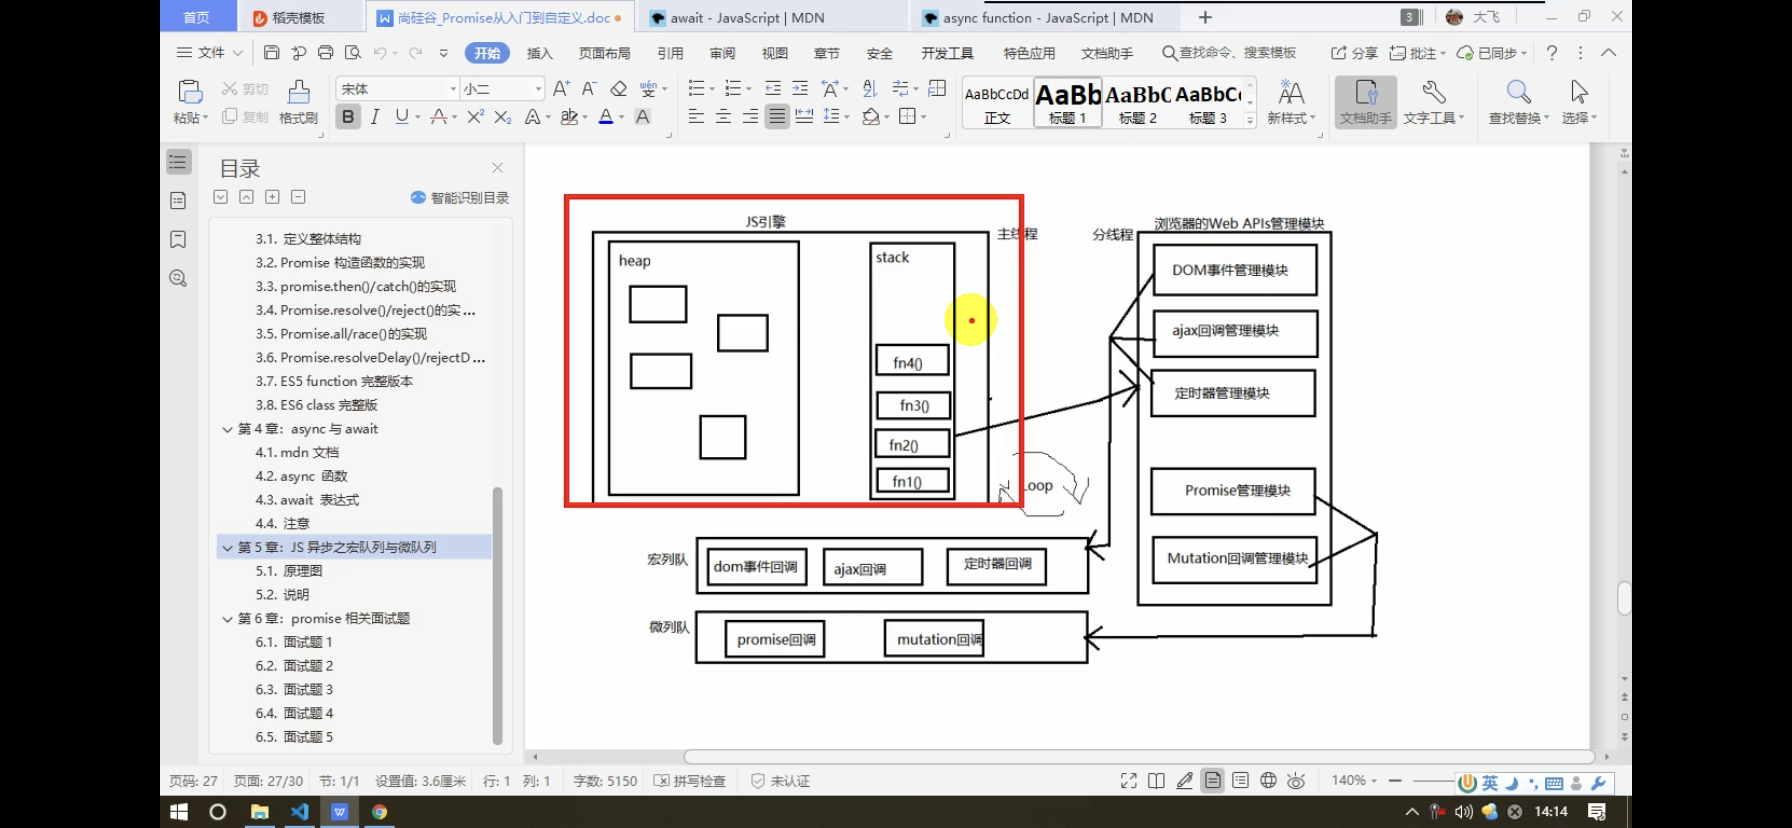 首页
稻壳模板
尚硅谷_Promise从入门到自定义.doc
await - JavaScript | MDN
async function - JavaScript | MDN
3
大飞
文件
开始
插入
页面布局
引用
审阅
视图
章节
安全
开发工具
特色应用
文档助手
查找命令、搜索模板
分享
批注
已同步
粘贴
剪切
复制
格式刷
宋体
小二
AaBbCcDd
正文
AaBb
标题 1
AaBbC
标题 2
AaBbC
标题 3
新样式
文档助手
文字工具
查找替换
选择
目录
智能识别目录
3.1. 定义整体结构
3.2. Promise 构造函数的实现
3.3. promise.then()/catch()的实现
3.4. Promise.resolve()/reject()的实 ...
3.5. Promise.all/race()的实现
3.6. Promise.resolveDelay()/rejectD ...
3.7. ES5 function 完整版本
3.8. ES6 class 完整版
第 4 章：async 与 await
4.1. mdn 文档
4.2. async 函数
4.3. await 表达式
4.4. 注意
第 5 章：JS 异步之宏队列与微队列
5.1. 原理图
5.2. 说明
第 6 章：promise 相关面试题
6.1. 面试题 1
6.2. 面试题 2
6.3. 面试题 3
6.4. 面试题 4
6.5. 面试题 5
JS引擎
主线程
heap
stack
fn4()
fn3()
fn2()
fn1()
分线程
浏览器的Web APIs管理模块
DOM事件管理模块
ajax回调管理模块
定时器管理模块
Promise管理模块
Mutation回调管理模块
oop
宏列队
dom事件回调
ajax回调
定时器回调
微列队
promise回调
mutation回调
页码: 27
页面: 27/30
节: 1/1
设置值: 3.6厘米
行: 1
列: 1
字数: 5150
拼写检查
未认证
140%
英
14:14